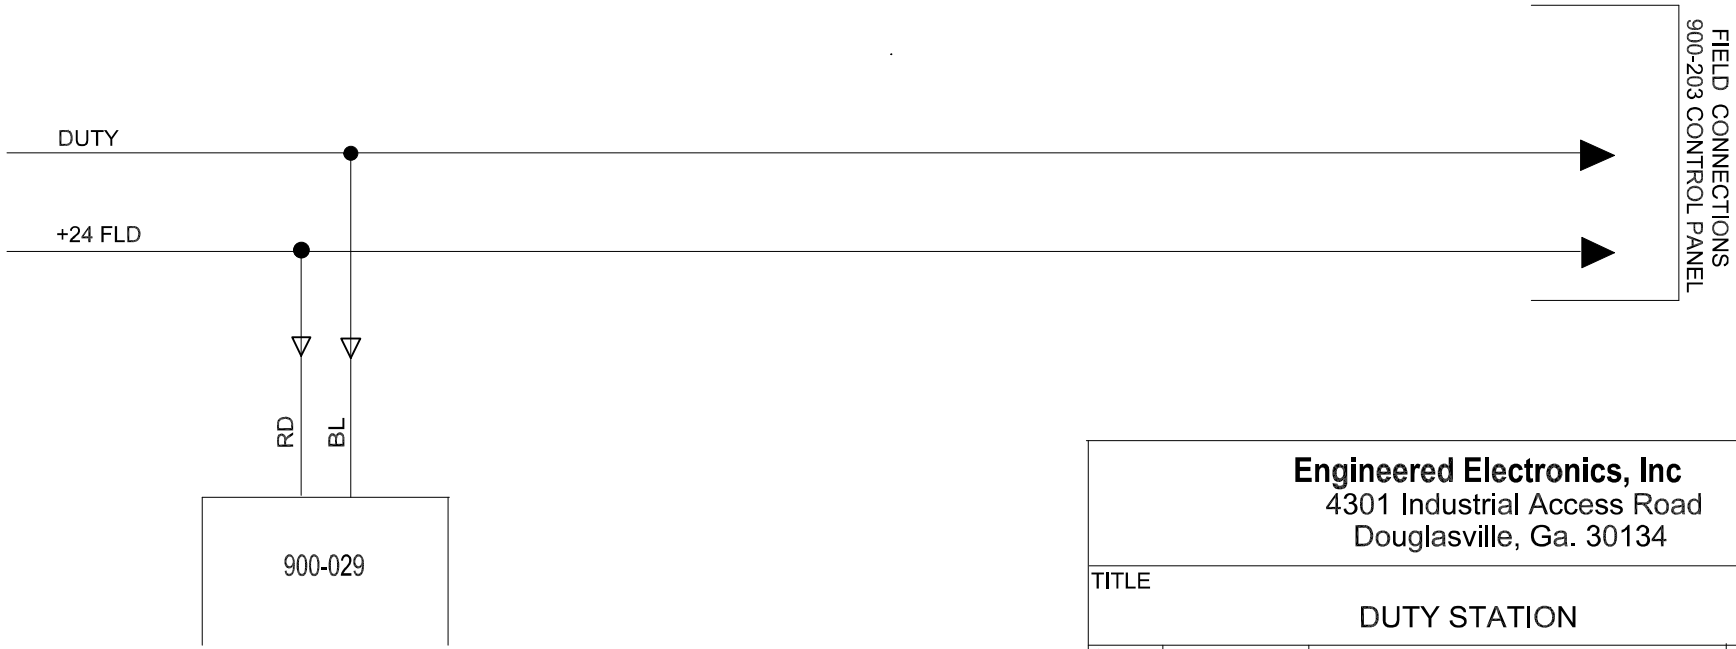 DUTY
+24 FLD
RD
BL
900-029
FIELD CONNECTIONS
900-203 CONTROL PANEL
Engineered Electronics, Inc
4301 Industrial Access Road
Douglasville, Ga. 30134
TITLE
DUTY STATION